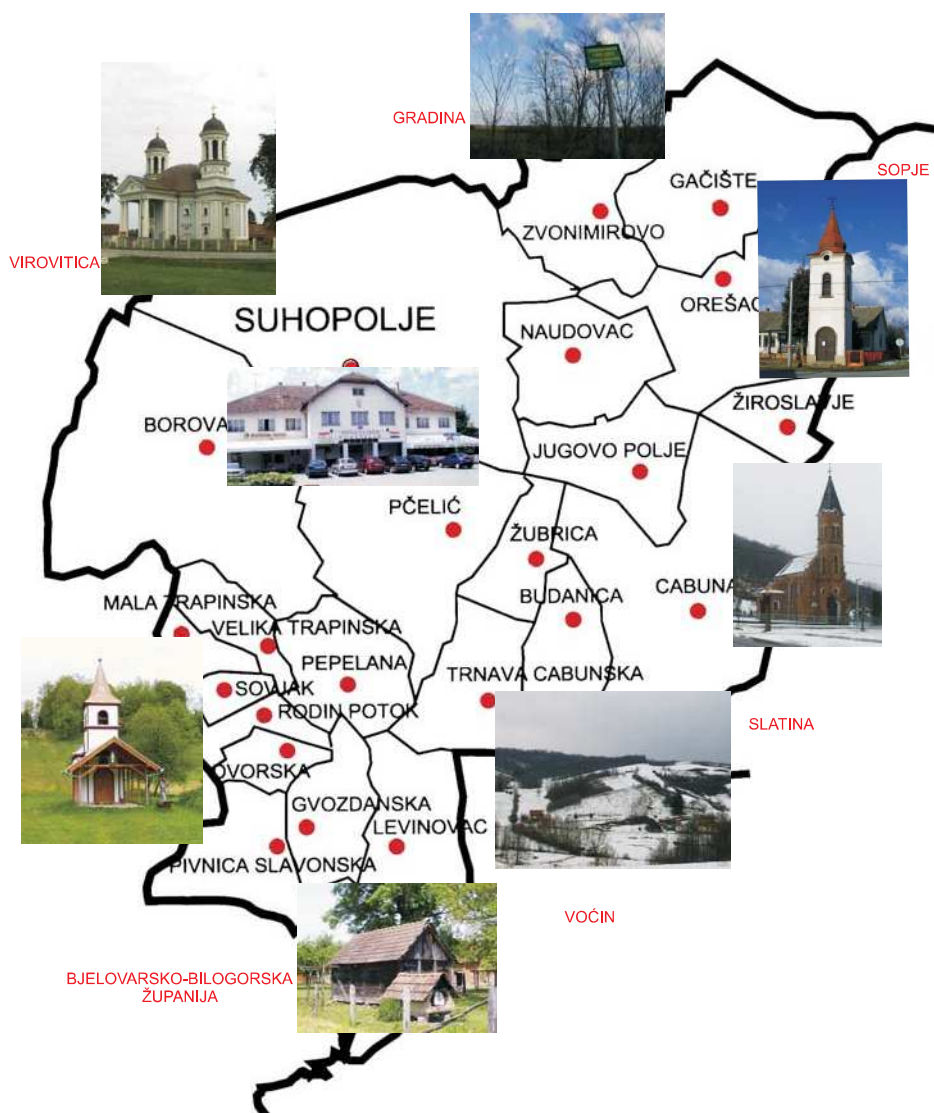 GRADINA
SOPJE
GAČIŠTE
ZVONIMIROVO
VIROVITICA
OREŠAC
SUHOPOLJE
NAUDOVAC
ŽIROSLAVJE
BOROVA
JUGOVO POLJE
PČELIĆ
ŽUBRICA
CABUNA
BUDANICA
MALA TRAPINSKA
VELIKA TRAPINSKA
PEPELANA
TRNAVA CABUNSKA
SOVJAK
RODIN POTOK
SLATINA
OVORSKA
GVOZDANSKA
LEVINOVAC
PIVNICA SLAVONSKA
VOĆIN
BJELOVARSKO-BILOGORSKA
ŽUPANIJA